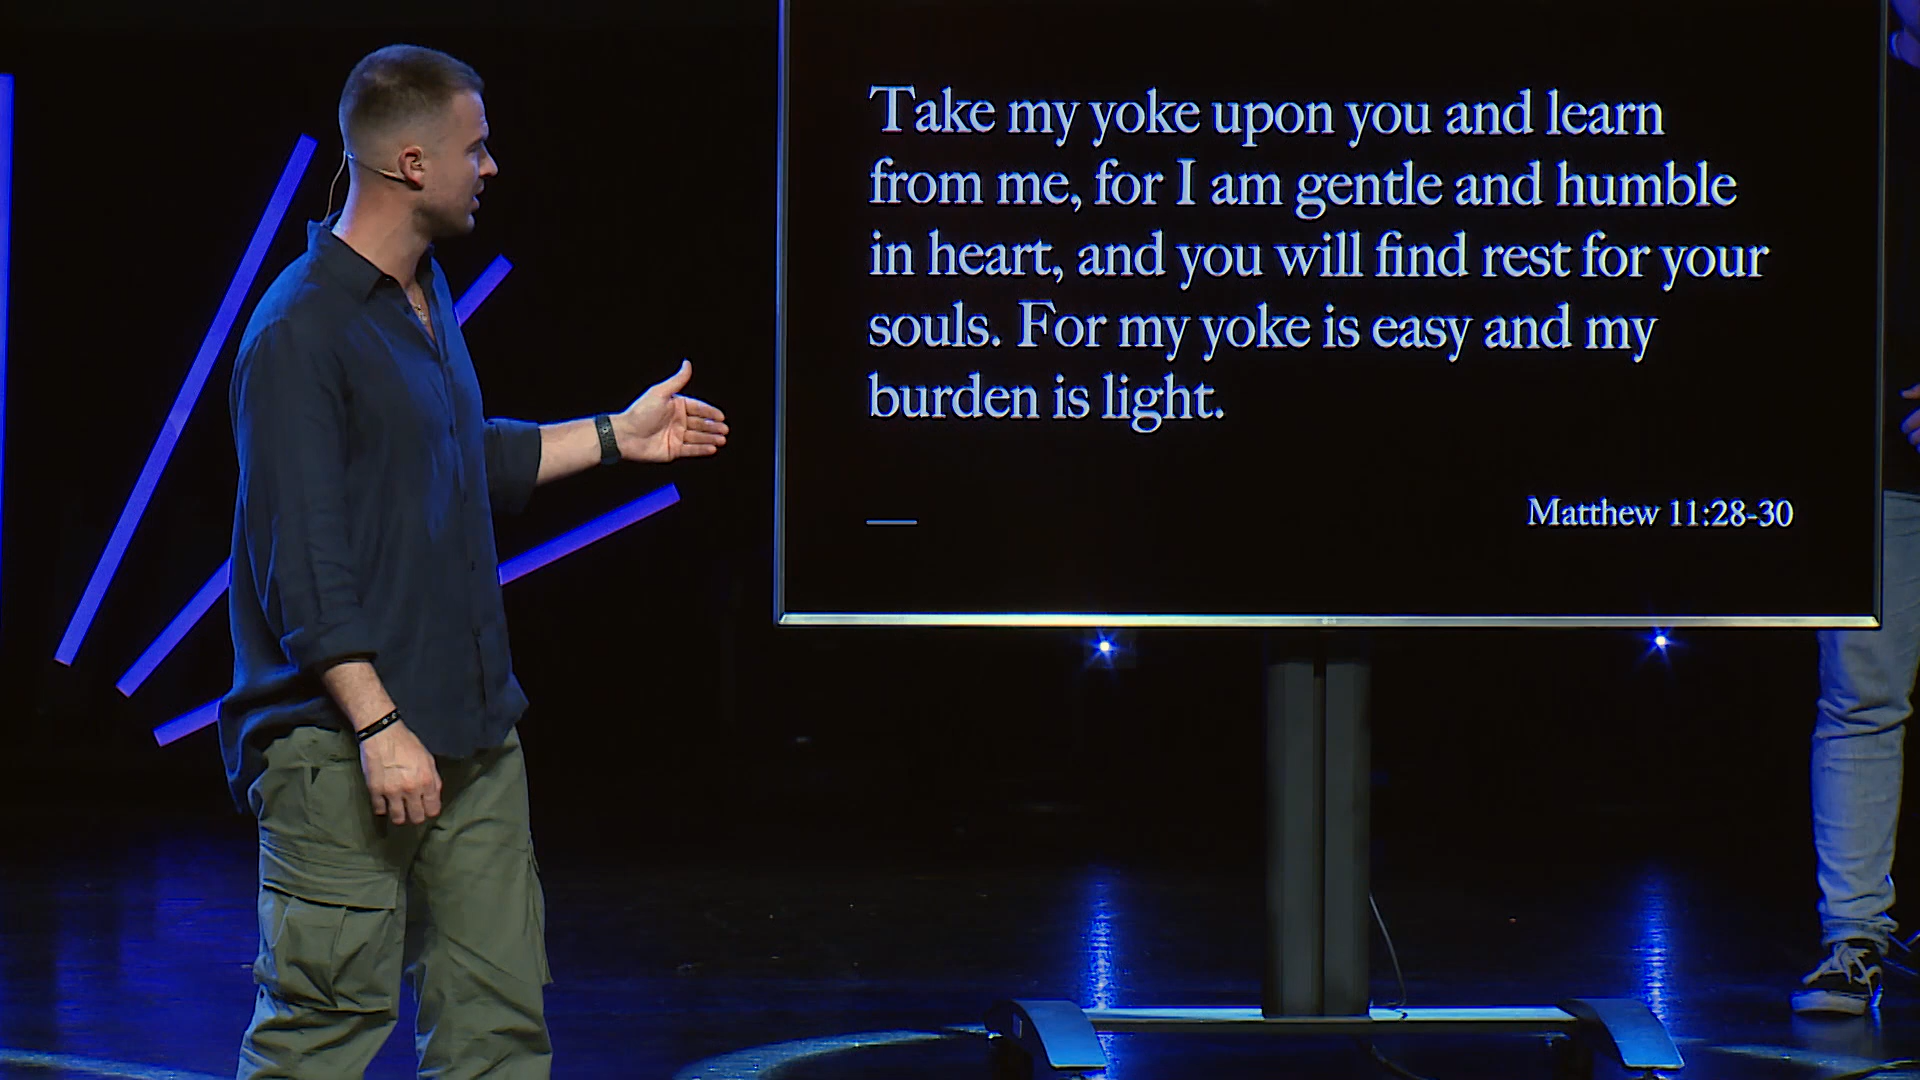 Take my yoke upon you and learn
from me, for I am gentle and humble
in heart, and you will find rest for your
souls. For my yoke is easy and my
burden is light.
Matthew 11:28-30